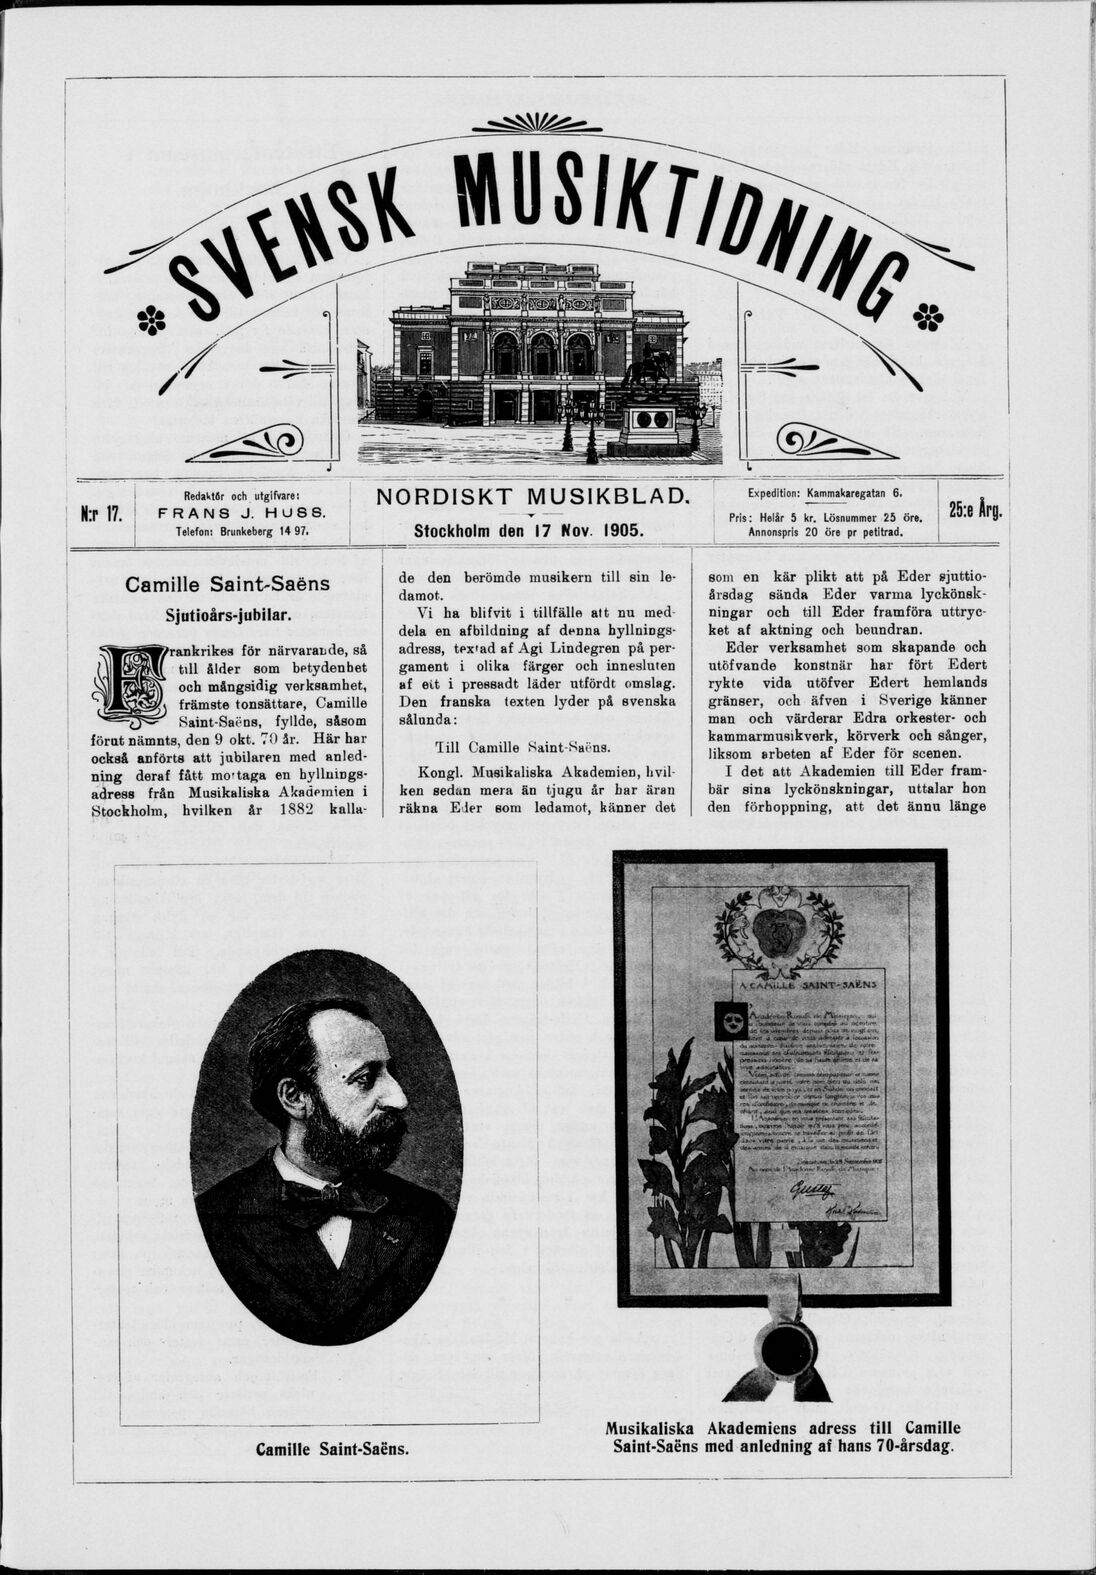 SVENSK MUSIKTIDNING
N:r 17.
Redaktör och utgifvare:
FRANS J. HUSS.
Telefon: Brunkeberg 14 97.
NORDISKT MUSIKBLAD.
Stockholm den 17 Nov. 1905.
Expedition: Kammakaregatan 6.
Pris: Helår 5 kr. Lösnummer 25 öre.
Annonspris 20 öre pr petitrad.
25:e Årg.
Camille Saint-Saëns
Sjutioårs-jubilar.
Frankrikes för närvarande, så
till ålder som betydenhet
och mångsidig verksamhet,
främste tonsättare, Camille
Saint-Saëns, fyllde, såsom
förut nämnts, den 9 okt. 70 år. Här har
också anförts att jubilaren med anled-
ning deraf fått mottaga en hyllnings-
adress från Musikaliska Akademien i
Stockholm, hvilken år 1882 kalla-
de den berömde musikern till sin le-
damot.
Vi ha blifvit i tillfälle att nu med-
dela en afbildning af denna hyllnings-
adress, textad af Agi Lindegren på per-
gament i olika färger och innesluten
af ett i pressadt läder utfördt omslag.
Den franska texten lyder på svenska
sålunda:
Till Camille Saint-Saëns.
Kongl. Musikaliska Akademien, hvil-
ken sedan mera än tjugu år har äran
räkna Eder som ledamot, känner det
som en kär plikt att på Eder sjuttio-
årsdag sända Eder varma lyckönsk-
ningar och till Eder framföra uttryc-
ket af aktning och beundran.
Eder verksamhet som skapande och
utöfvande konstnär har fört Edert
rykte vida utöfver Edert hemlands
gränser, och äfven i Sverige känner
man och värderar Edra orkester- och
kammarmusikverk, körverk och sånger,
liksom arbeten af Eder för scenen.
I det att Akademien till Eder fram-
bär sina lyckönskningar, uttalar hon
den förhoppning, att det ännu länge
A CAMILLE SAINT-SAËNS
Camille Saint-Saëns.
Musikaliska Akademiens adress till Camille
Saint-Saëns med anledning af hans 70-årsdag.